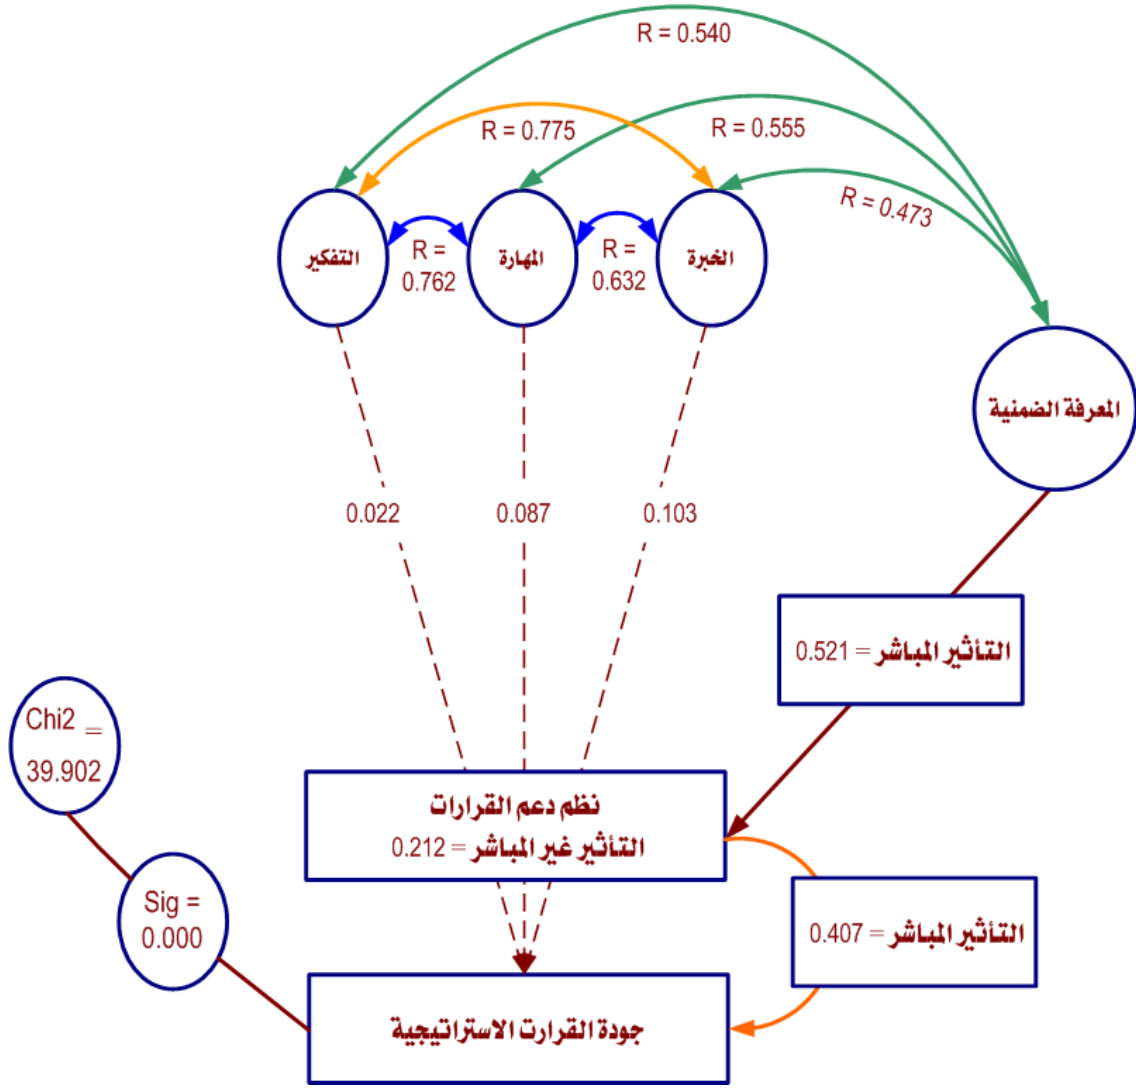 R = 0.540
R = 0.775
R = 0.555
R = 0.473
التفكير
R =
0.762
المهارة
R =
0.632
الخبرة
المعرفة الضمنية
0.022
0.087
0.103
التأثير المباشر = 0.521
Chi2 =
39.902
نظم دعم القرارات
التأثير غير المباشر = 0.212
Sig =
0.000
التأثير المباشر = 0.407
جودة القرارت الاستراتيجية